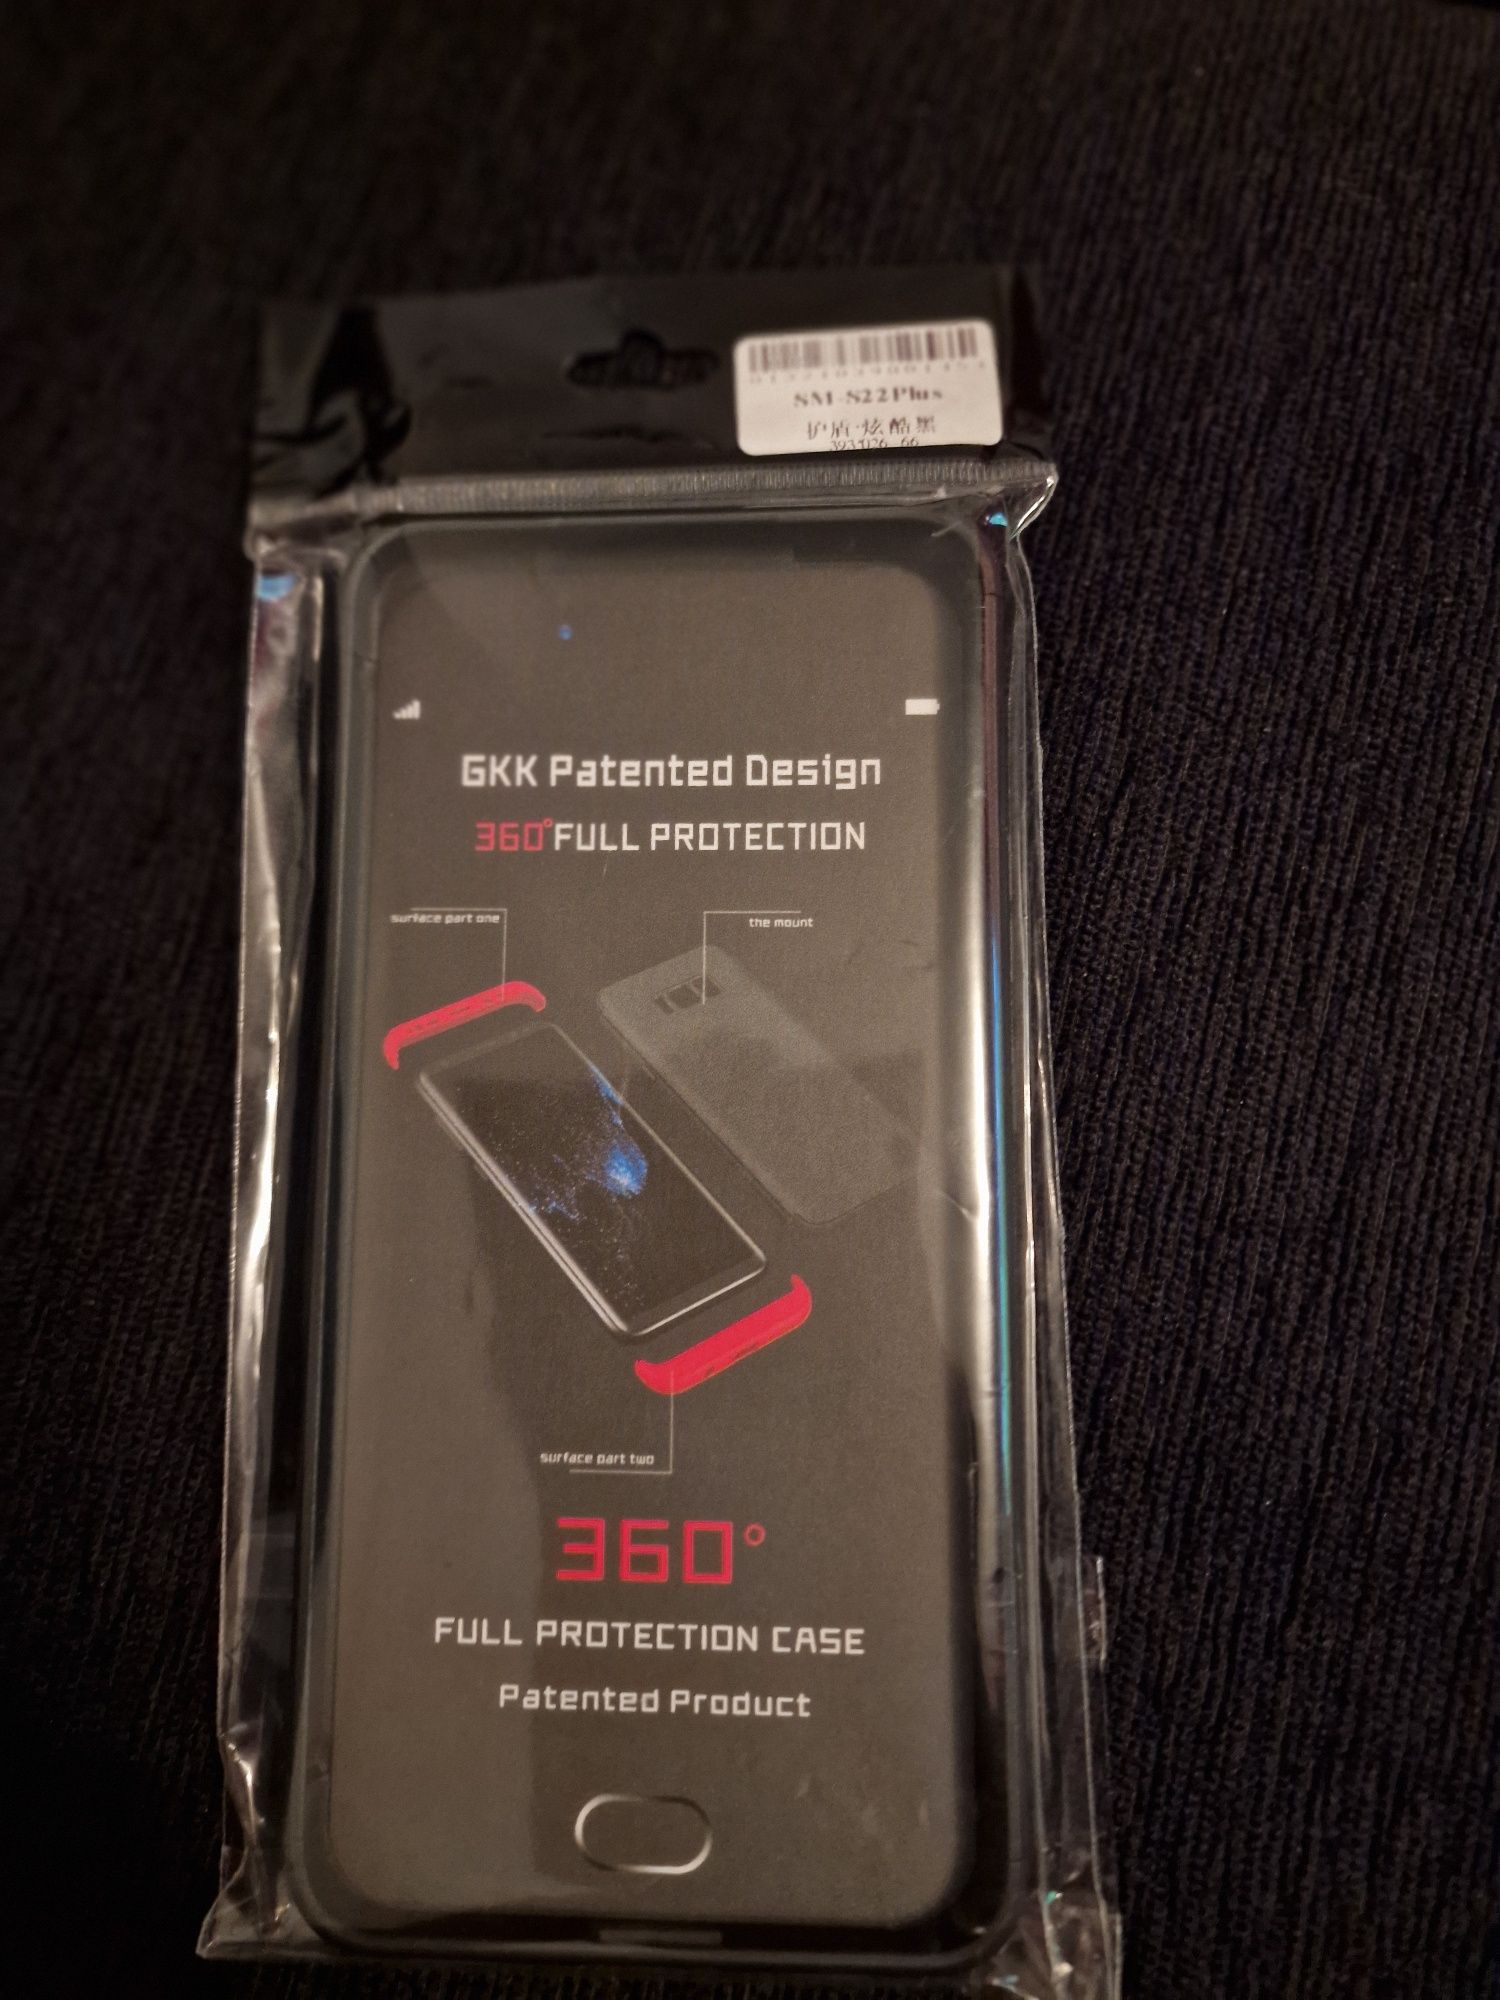 SM-S22Plus
护盾·炫酷黑
GKK Patented Design
360°FULL PROTECTION
surface part one
the mount
surface part two
360°
FULL PROTECTION CASE
Patented Product